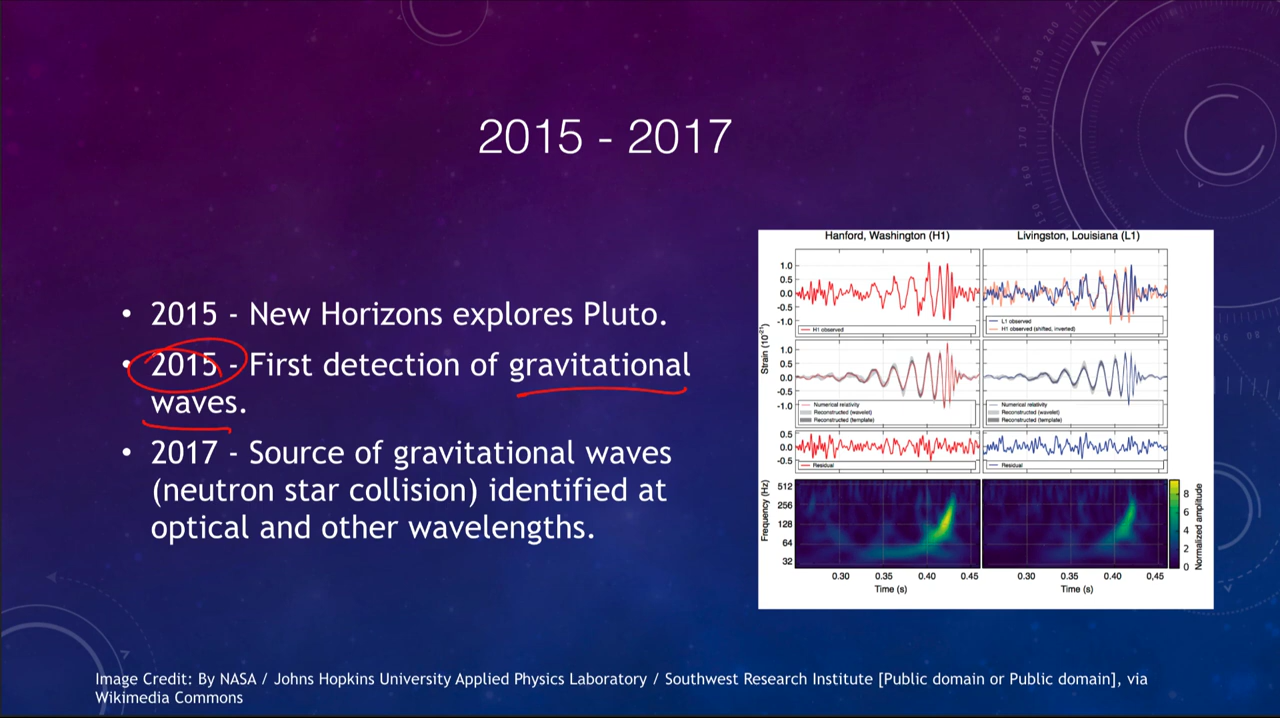 2015 - 2017
• 2015 - New Horizons explores Pluto.
• 2015 - First detection of gravitational
waves.
• 2017 - Source of gravitational waves
(neutron star collision) identified at
optical and other wavelengths.
Hanford, Washington (H1)
Livingston, Louisiana (L1)
Strain (10⁻²¹)
1.0
0.5
0.0
-0.5
-1.0
H1 observed
L1 observed
H1 observed (shifted, inverted)
1.0
0.5
0.0
-0.5
-1.0
Numerical relativity
Reconstructed (wavelet)
Reconstructed (template)
Numerical relativity
Reconstructed (wavelet)
Reconstructed (template)
0.5
0.0
-0.5
Residual
Residual
Frequency (Hz)
512
256
128
64
32
0.30 0.35 0.40 0.45
Time (s)
0.30 0.35 0.40 0,45
Time (s)
8
6
4
2
0
Normalized amplitude
Image Credit: By NASA / Johns Hopkins University Applied Physics Laboratory / Southwest Research Institute [Public domain or Public domain], via
Wikimedia Commons